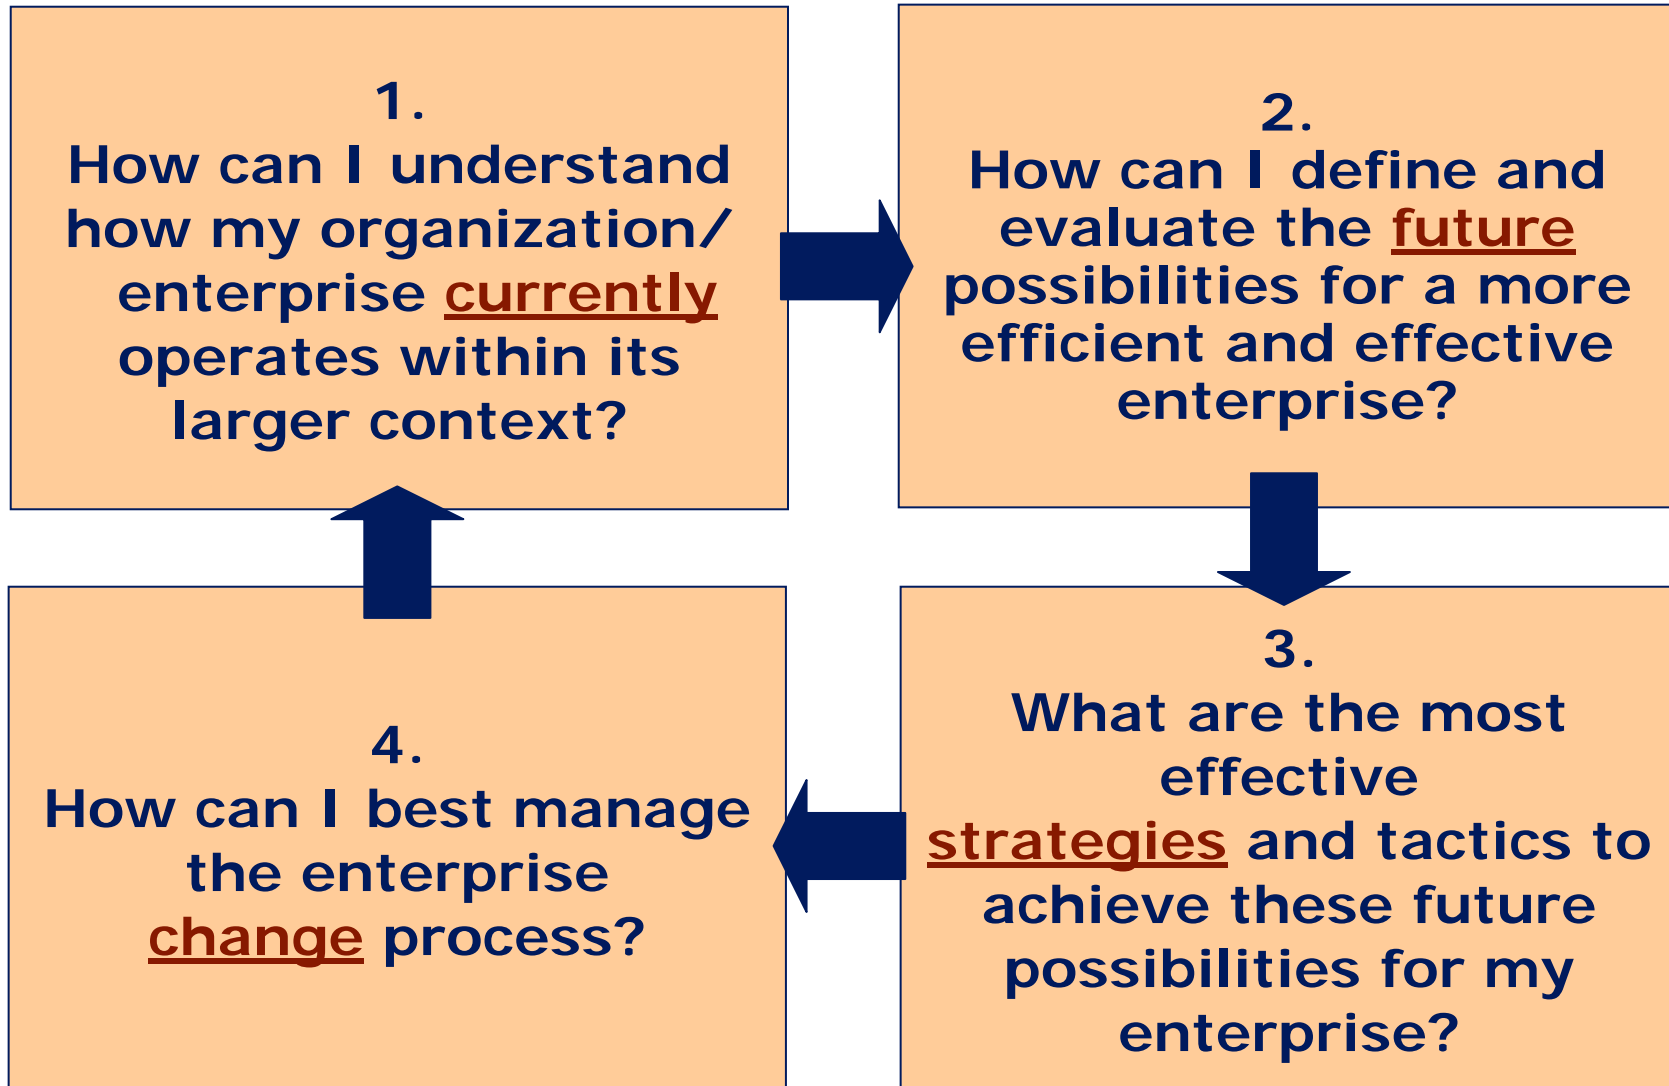 1.
How can I understand
how my organization/
enterprise currently
operates within its
larger context?
2.
How can I define and
evaluate the future
possibilities for a more
efficient and effective
enterprise?
3.
What are the most
effective
strategies and tactics to
achieve these future
possibilities for my
enterprise?
4.
How can I best manage
the enterprise
change process?